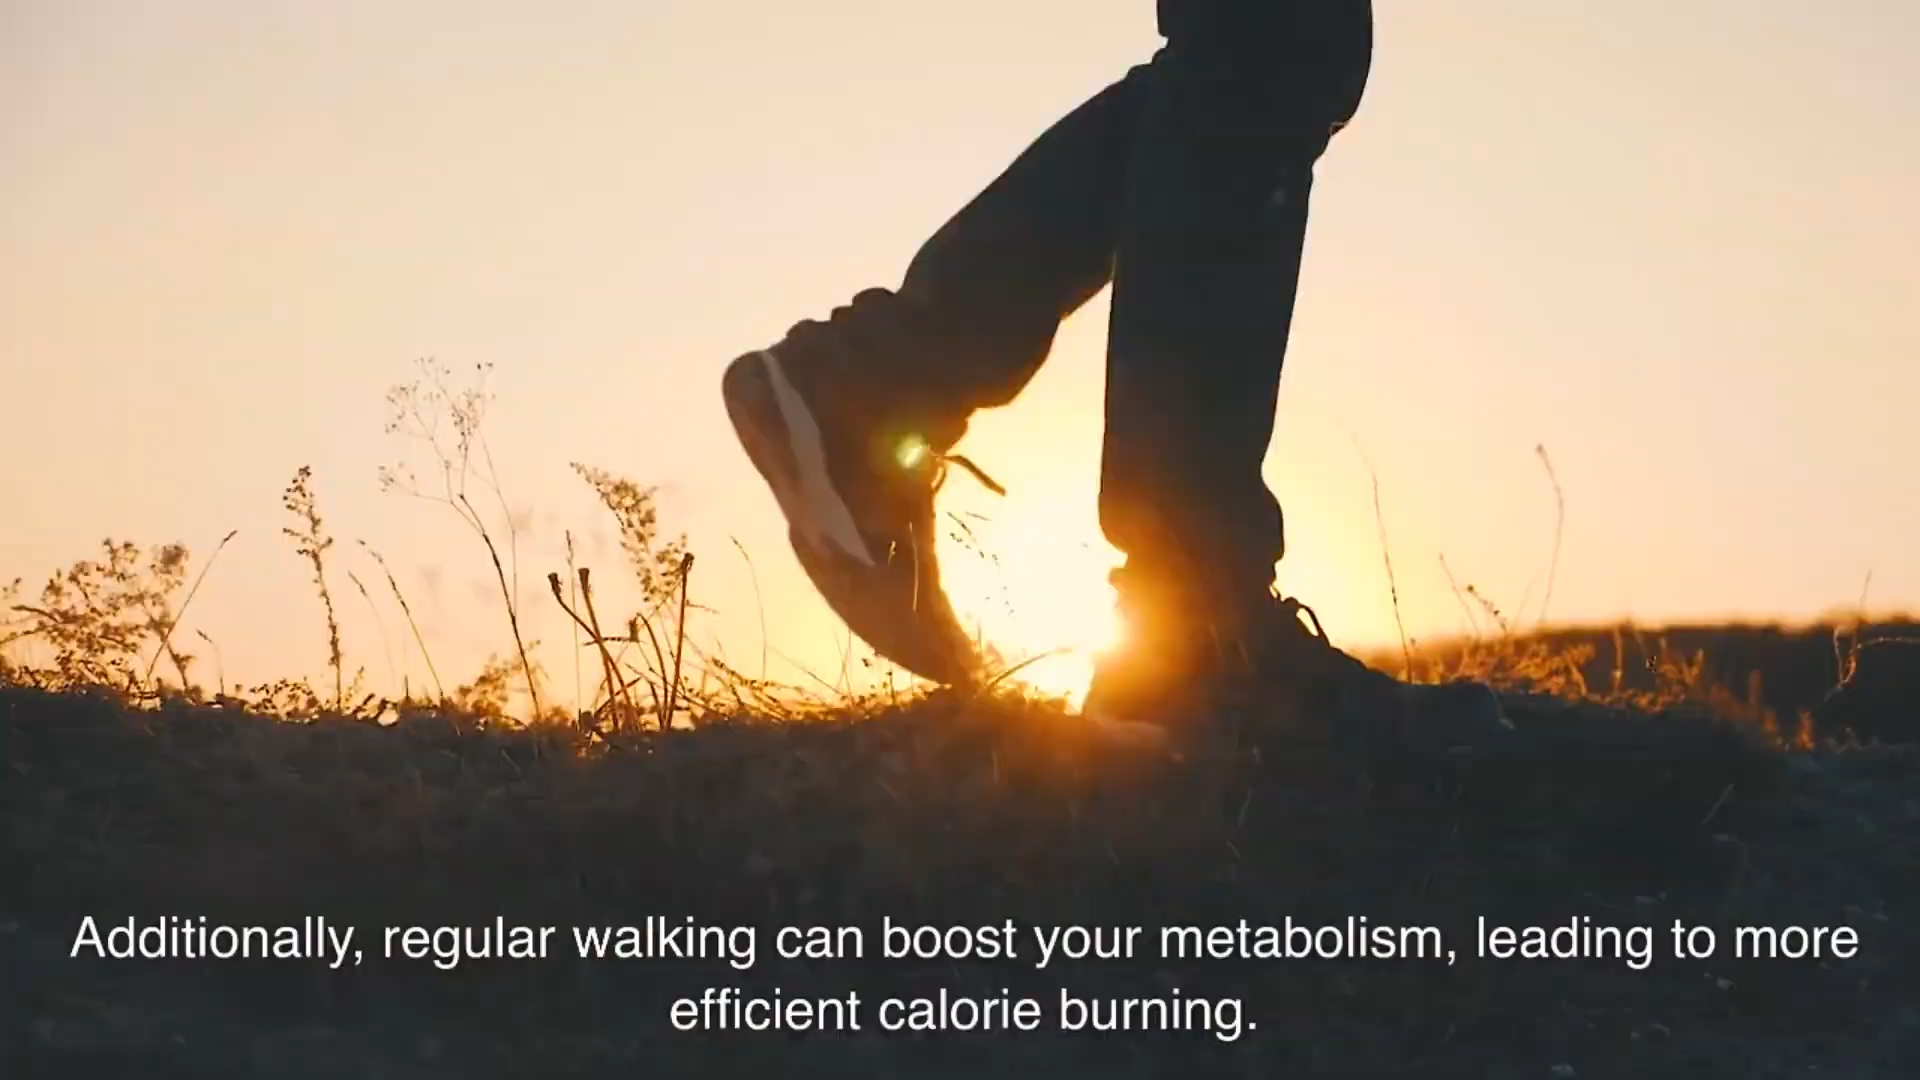 Additionally, regular walking can boost your metabolism, leading to more
efficient calorie burning.